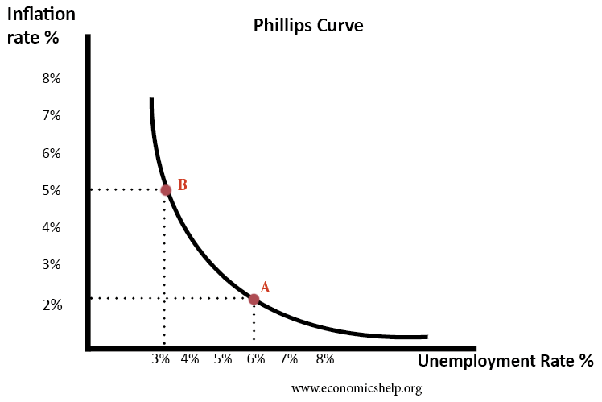 Inflation
rate %
Phillips Curve
8%
7%
6%
5%
4%
3%
2%
B
A
3% 4% 5% 6% 7% 8%
Unemployment Rate %
www.economicshelp.org